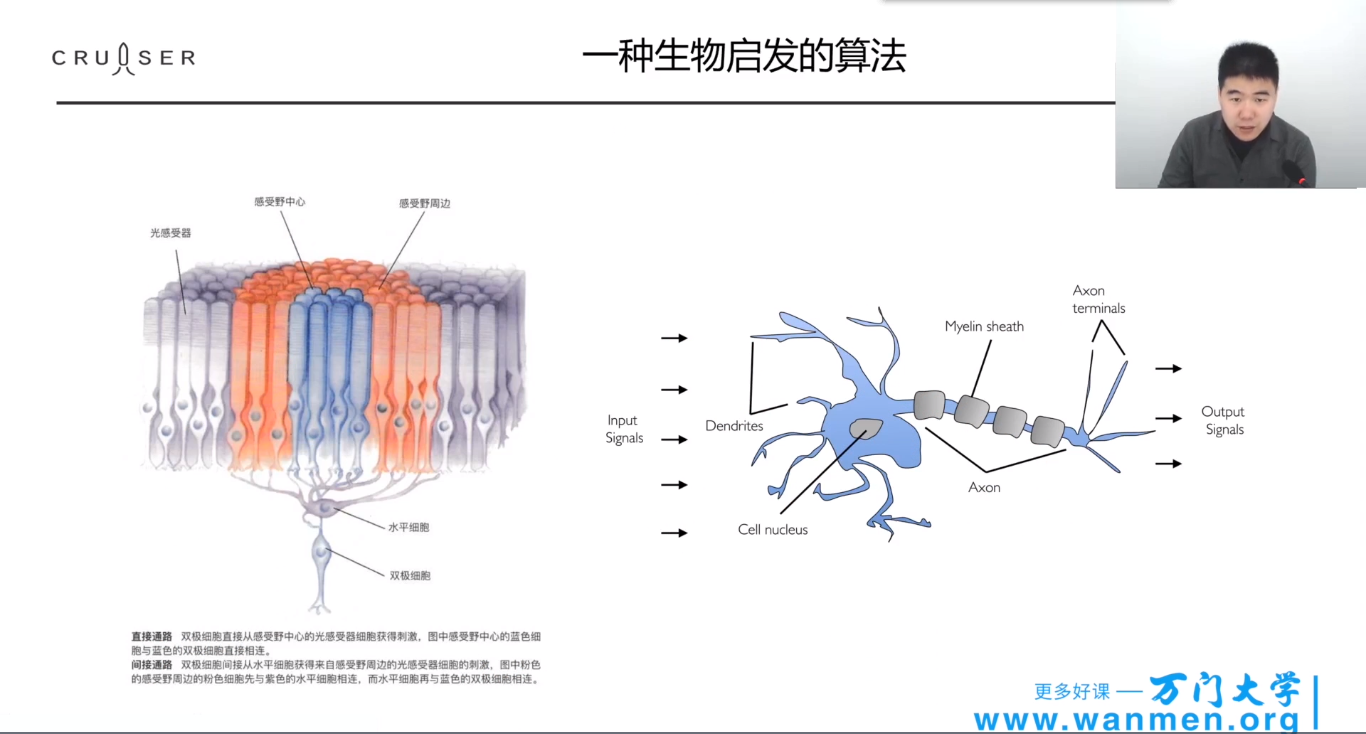 CRUISER
一种生物启发的算法
感受野中心
感受野周边
光感受器
水平细胞
双极细胞
直接通路 双极细胞直接从感受野中心的光感受器细胞获得刺激，图中感受野中心的蓝色细
胞与蓝色的双极细胞直接相连。
间接通路 双极细胞间接从水平细胞获得来自感受野周边的光感受器细胞的刺激，图中粉色
的感受野周边的粉色细胞先与紫色的水平细胞相连，而水平细胞再与蓝色的双极细胞相连。
Input
Signals
Dendrites
Cell nucleus
Myelin sheath
Axon
Axon
terminals
Output
Signals
更多好课 — 万门大学
www.wanmen.org